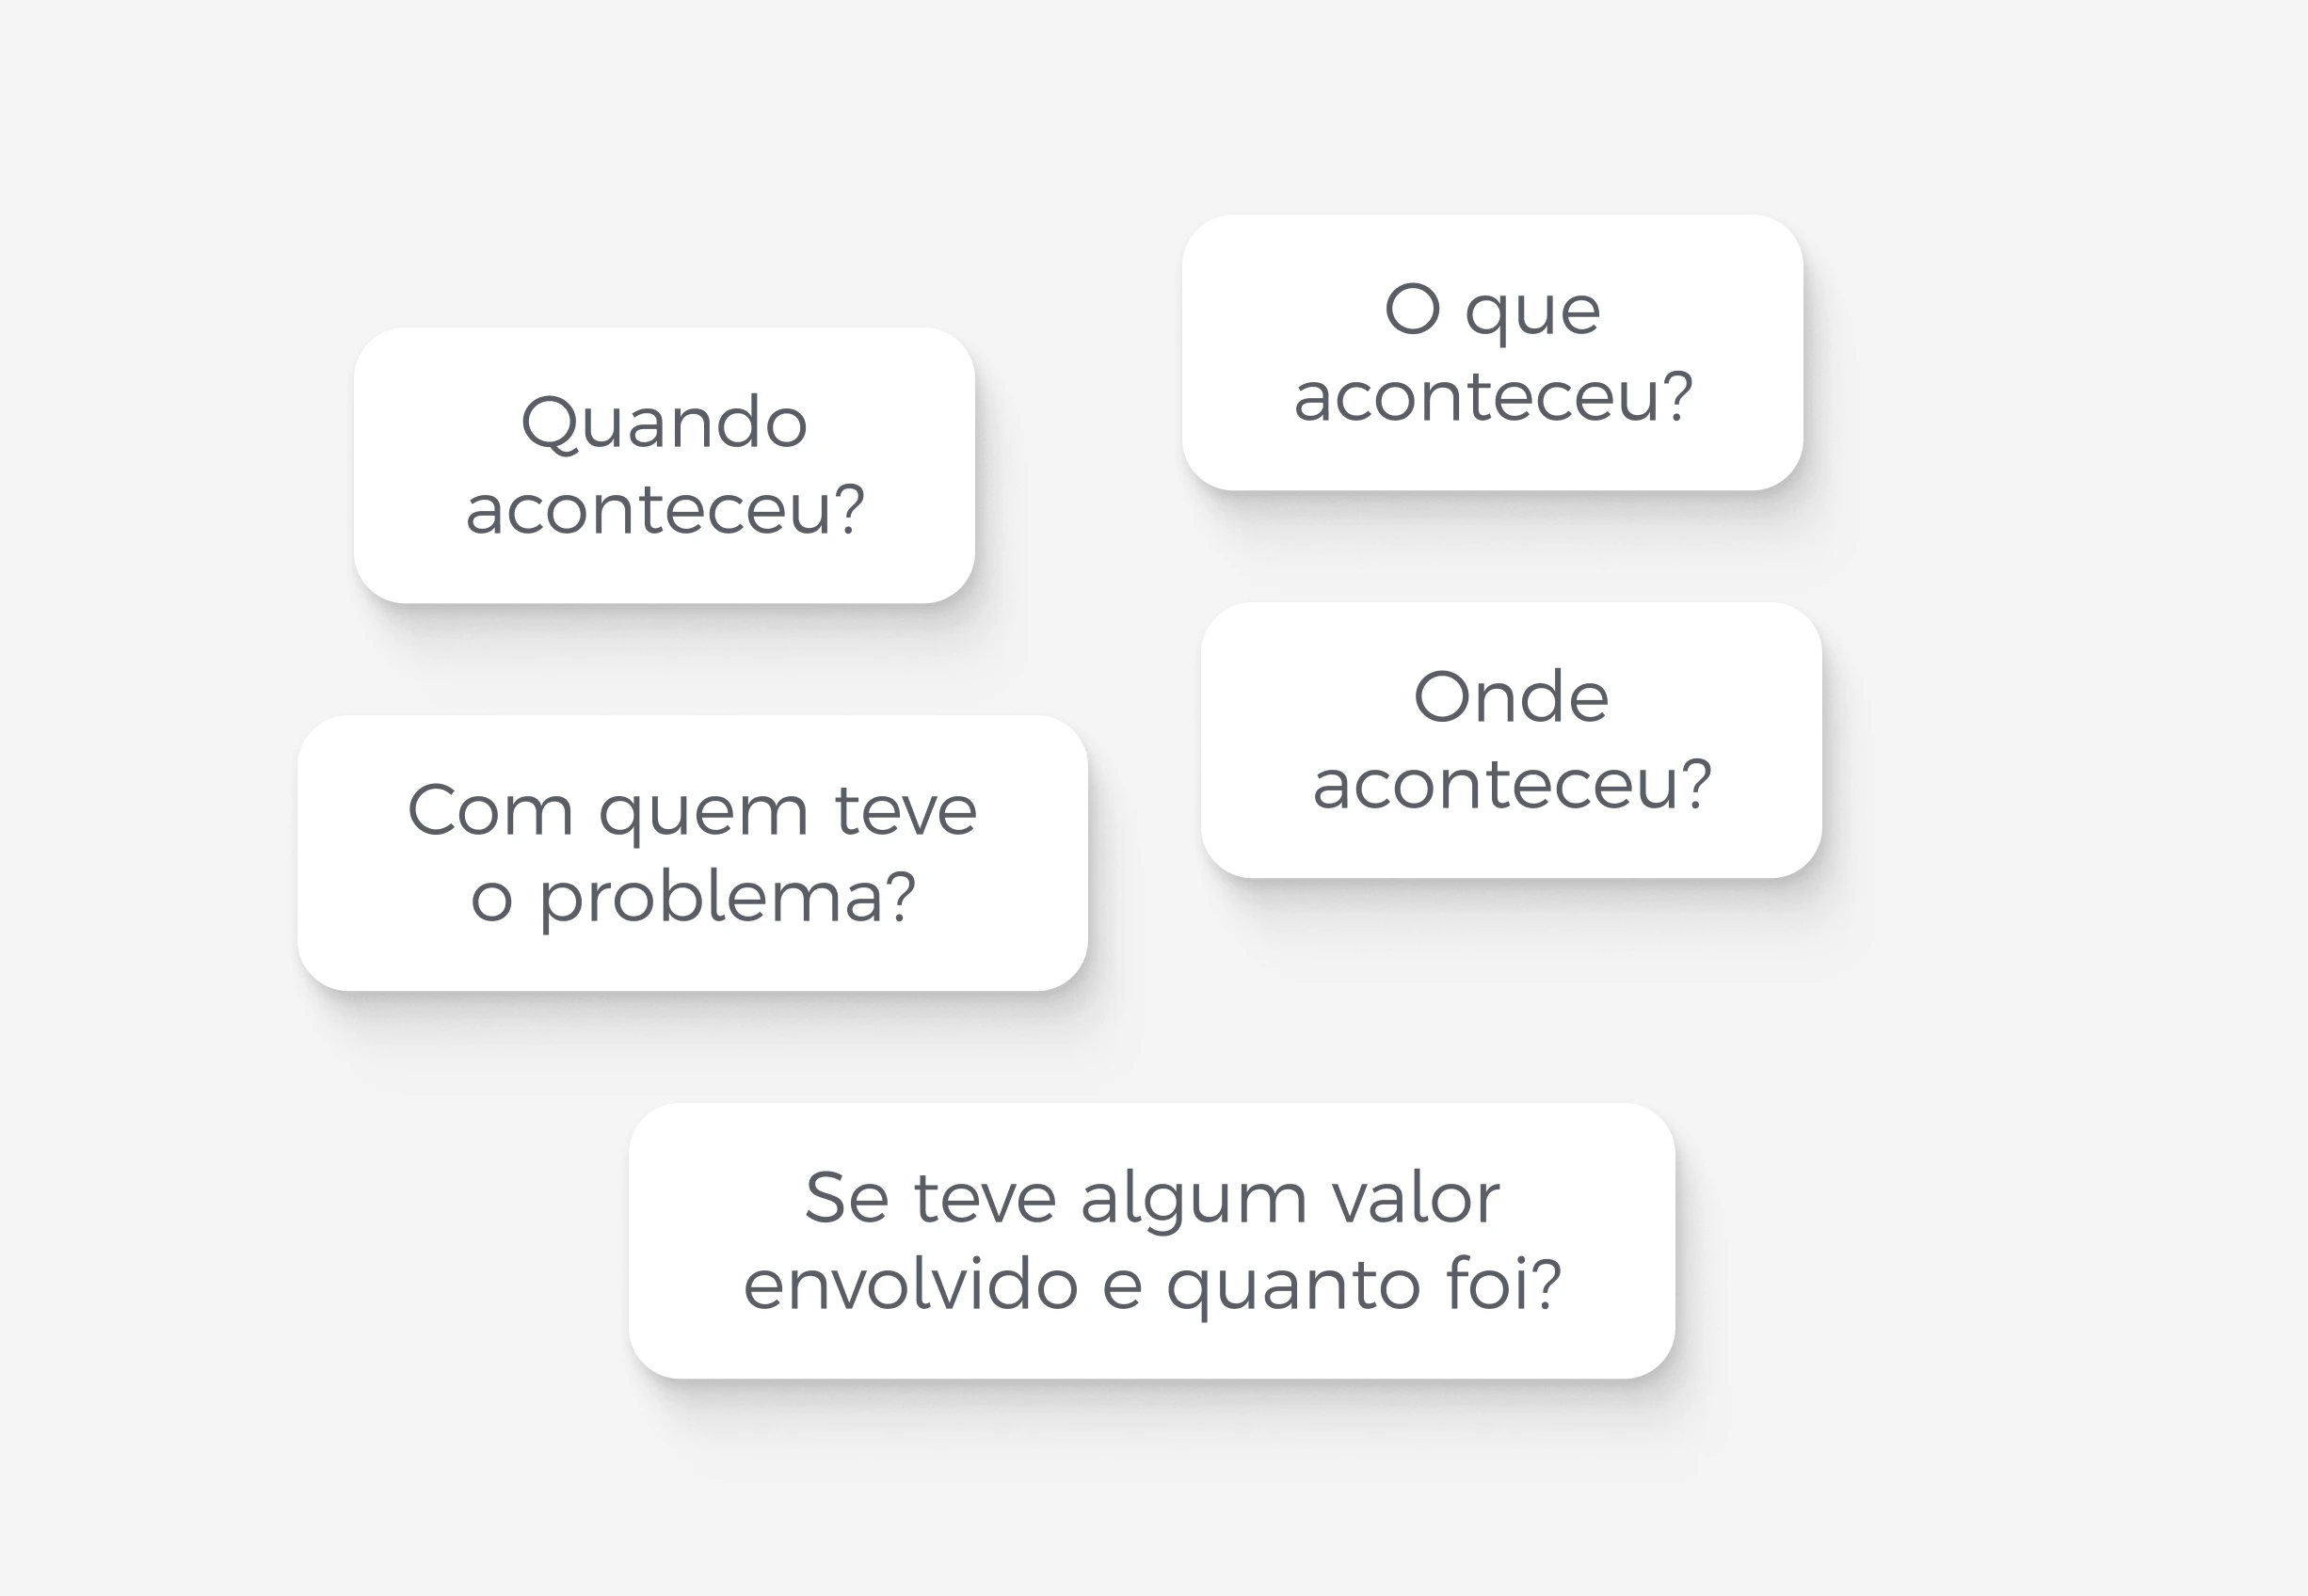 Quando
aconteceu?
O que
aconteceu?
Com quem teve
o problema?
Onde
aconteceu?
Se teve algum valor
envolvido e quanto foi?